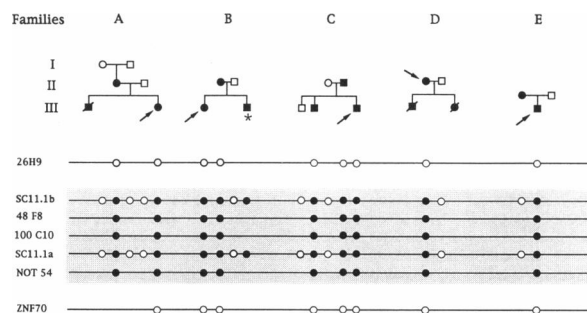 Families A B C D E
I
II
III
*
26H9
SC11.1b
48 F8
100 C10
SC11.1a
NOT 54
ZNF70